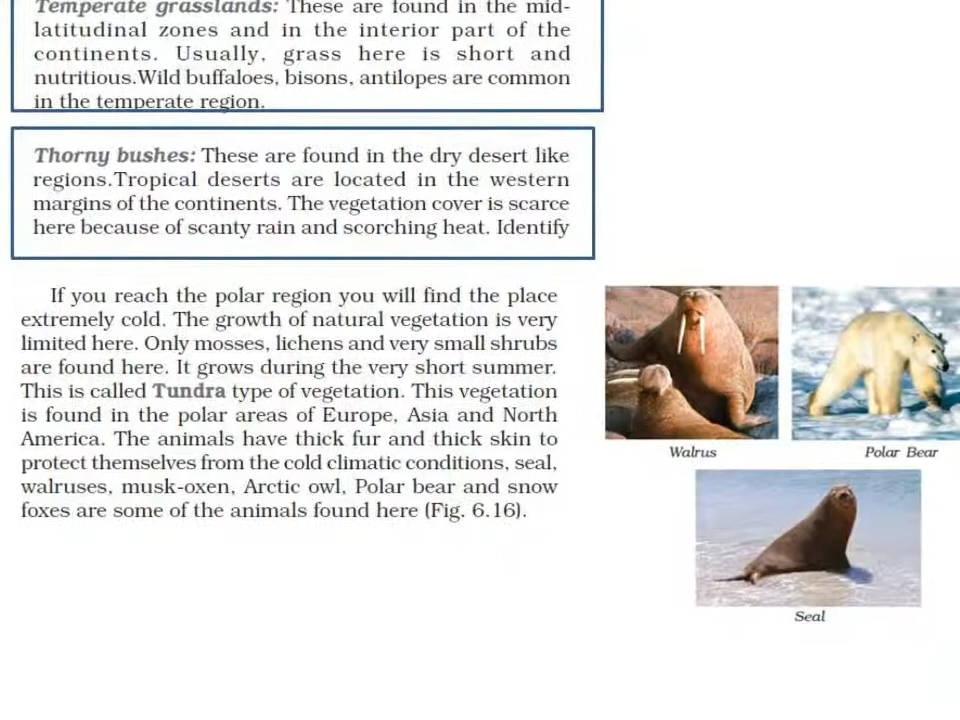 Temperate grasslands: These are found in the mid-
latitudinal zones and in the interior part of the
continents. Usually, grass here is short and
nutritious.Wild buffaloes, bisons, antilopes are common
in the temperate region.
Thorny bushes: These are found in the dry desert like
regions.Tropical deserts are located in the western
margins of the continents. The vegetation cover is scarce
here because of scanty rain and scorching heat. Identify
If you reach the polar region you will find the place
extremely cold. The growth of natural vegetation is very
limited here. Only mosses, lichens and very small shrubs
are found here. It grows during the very short summer.
This is called Tundra type of vegetation. This vegetation
is found in the polar areas of Europe, Asia and North
America. The animals have thick fur and thick skin to
protect themselves from the cold climatic conditions, seal,
walruses, musk-oxen, Arctic owl, Polar bear and snow
foxes are some of the animals found here (Fig. 6.16).
Walrus
Polar Bear
Seal